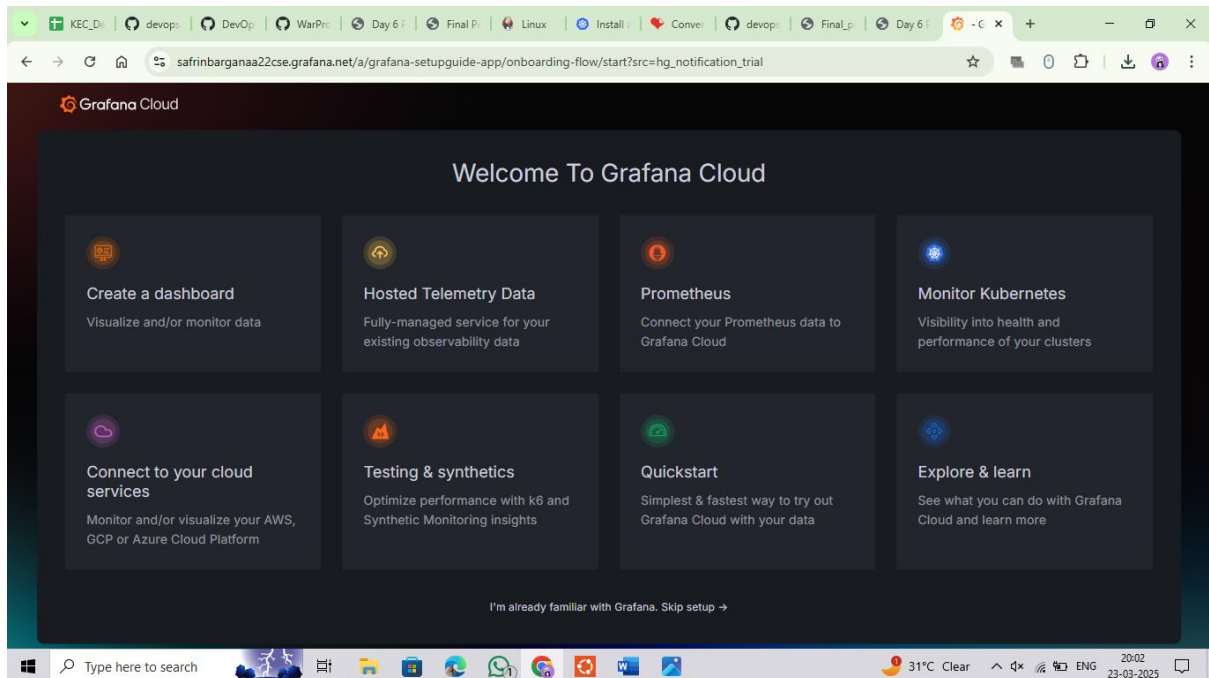 KEC_De
devops
DevOp
WarPro
Day 6 F
Final Pr
Linux
Install a
Conver
devops
Final_p
Day 6 F
- G
safrinbarganaa22cse.grafana.net/a/grafana-setupguide-app/onboarding-flow/start?src=hg_notification_trial
Grafana Cloud
Welcome To Grafana Cloud
Create a dashboard
Visualize and/or monitor data
Hosted Telemetry Data
Fully-managed service for your
existing observability data
Prometheus
Connect your Prometheus data to
Grafana Cloud
Monitor Kubernetes
Visibility into health and
performance of your clusters
Connect to your cloud
services
Monitor and/or visualize your AWS,
GCP or Azure Cloud Platform
Testing & synthetics
Optimize performance with k6 and
Synthetic Monitoring insights
Quickstart
Simplest & fastest way to try out
Grafana Cloud with your data
Explore & learn
See what you can do with Grafana
Cloud and learn more
I'm already familiar with Grafana. Skip setup →
Type here to search
31°C Clear
ENG
20:02
23-03-2025